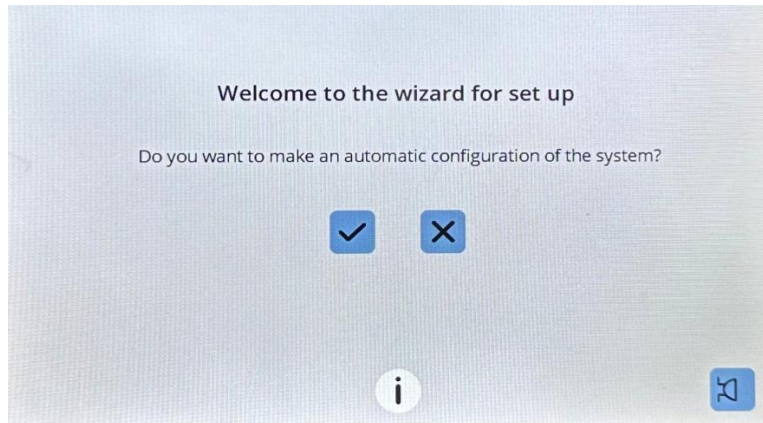 Welcome to the wizard for set up
Do you want to make an automatic configuration of the system?
i